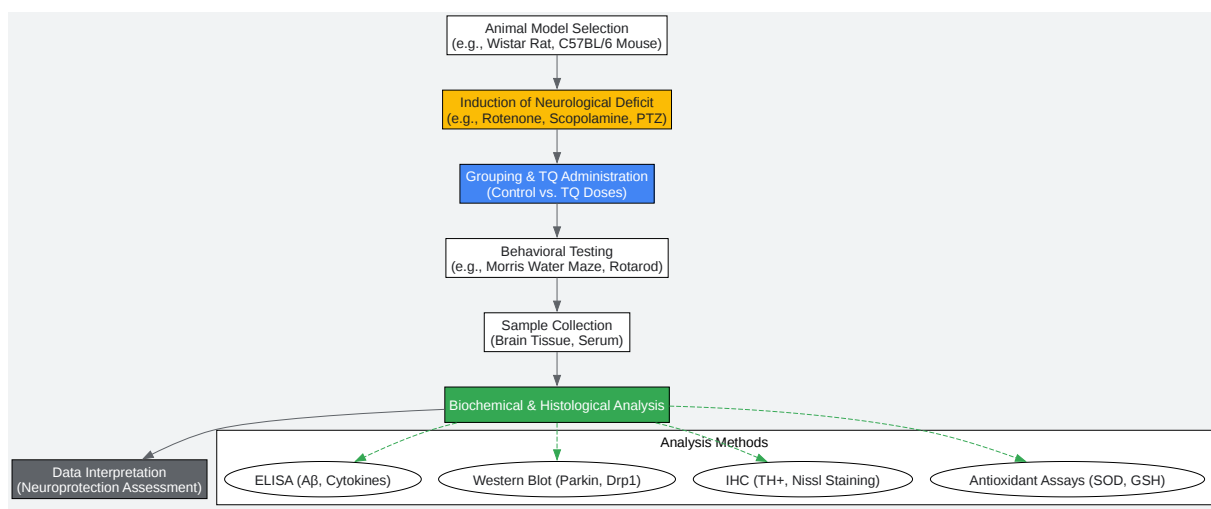 Animal Model Selection
(e.g., Wistar Rat, C57BL/6 Mouse)
Induction of Neurological Deficit
(e.g., Rotenone, Scopolamine, PTZ)
Grouping & TQ Administration
(Control vs. TQ Doses)
Behavioral Testing
(e.g., Morris Water Maze, Rotarod)
Sample Collection
(Brain Tissue, Serum)
Biochemical & Histological Analysis
Analysis Methods
Data Interpretation
(Neuroprotection Assessment)
ELISA (Aβ, Cytokines)
Western Blot (Parkin, Drp1)
IHC (TH+, Nissl Staining)
Antioxidant Assays (SOD, GSH)